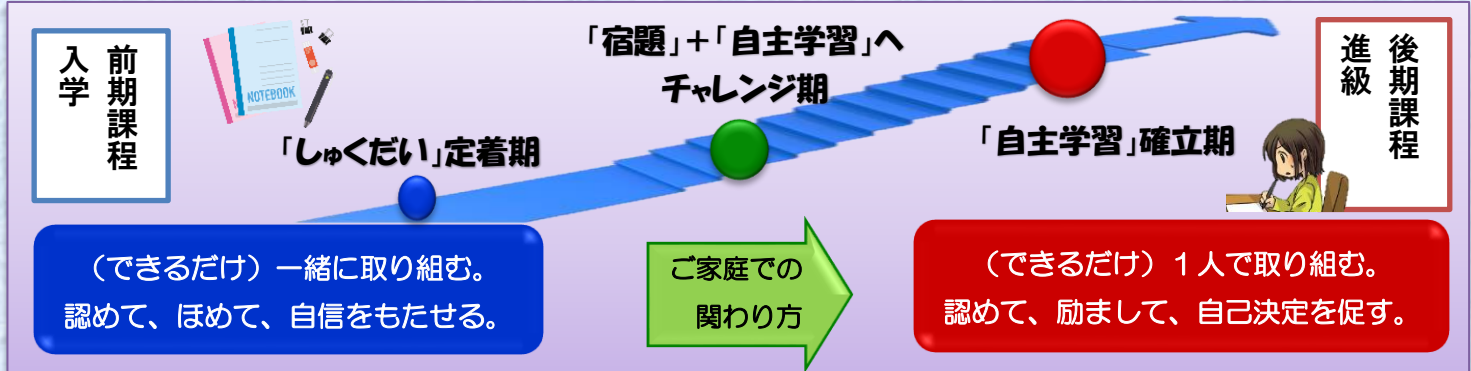 前期課程
入学
NOTEBOOK
「しゅくだい」定着期
「宿題」+「自主学習」へ
チャレンジ期
「自主学習」確立期
後期課程
進級
(できるだけ)一緒に取り組む。
認めて、ほめて、自信をもたせる。
ご家庭での
関わり方
(できるだけ)1人で取り組む。
認めて、励まして、自己決定を促す。